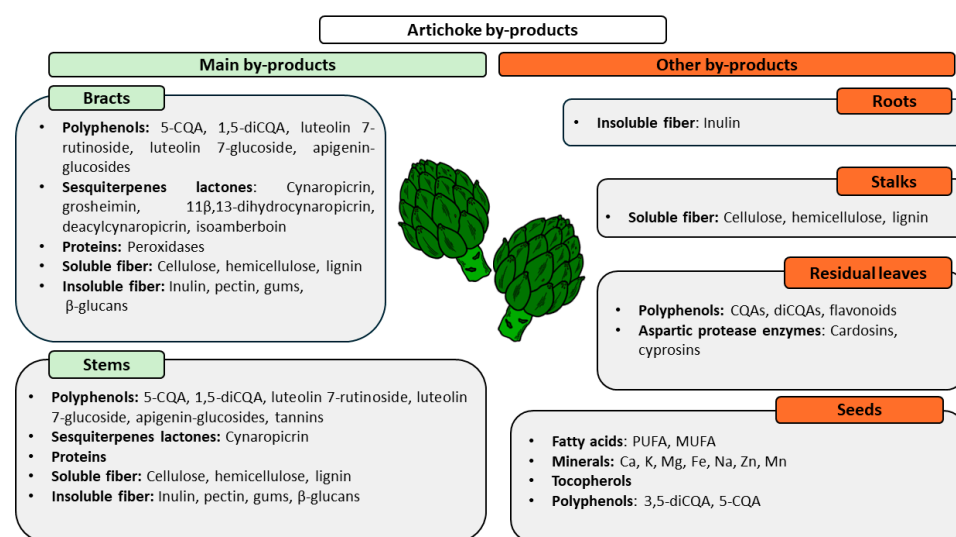 Artichoke by-products
Main by-products
Bracts
• Polyphenols: 5-CQA, 1,5-diCQA, luteolin 7-
rutinoside, luteolin 7-glucoside, apigenin-
glucosides
• Sesquiterpenes lactones: Cynaropicrin,
grosheimin, 11β,13-dihydrocynaropicrin,
deacylcynaropicrin, isoamberboin
• Proteins: Peroxidases
• Soluble fiber: Cellulose, hemicellulose, lignin
• Insoluble fiber: Inulin, pectin, gums,
β-glucans
Stems
• Polyphenols: 5-CQA, 1,5-diCQA, luteolin 7-rutinoside, luteolin
7-glucoside, apigenin-glucosides, tannins
• Sesquiterpenes lactones: Cynaropicrin
• Proteins
• Soluble fiber: Cellulose, hemicellulose, lignin
• Insoluble fiber: Inulin, pectin, gums, β-glucans
Other by-products
Roots
• Insoluble fiber: Inulin
Stalks
• Soluble fiber: Cellulose, hemicellulose, lignin
Residual leaves
• Polyphenols: CQAs, diCQAs, flavonoids
• Aspartic protease enzymes: Cardosins,
cyprosins
Seeds
• Fatty acids: PUFA, MUFA
• Minerals: Ca, K, Mg, Fe, Na, Zn, Mn
• Tocopherols
• Polyphenols: 3,5-diCQA, 5-CQA